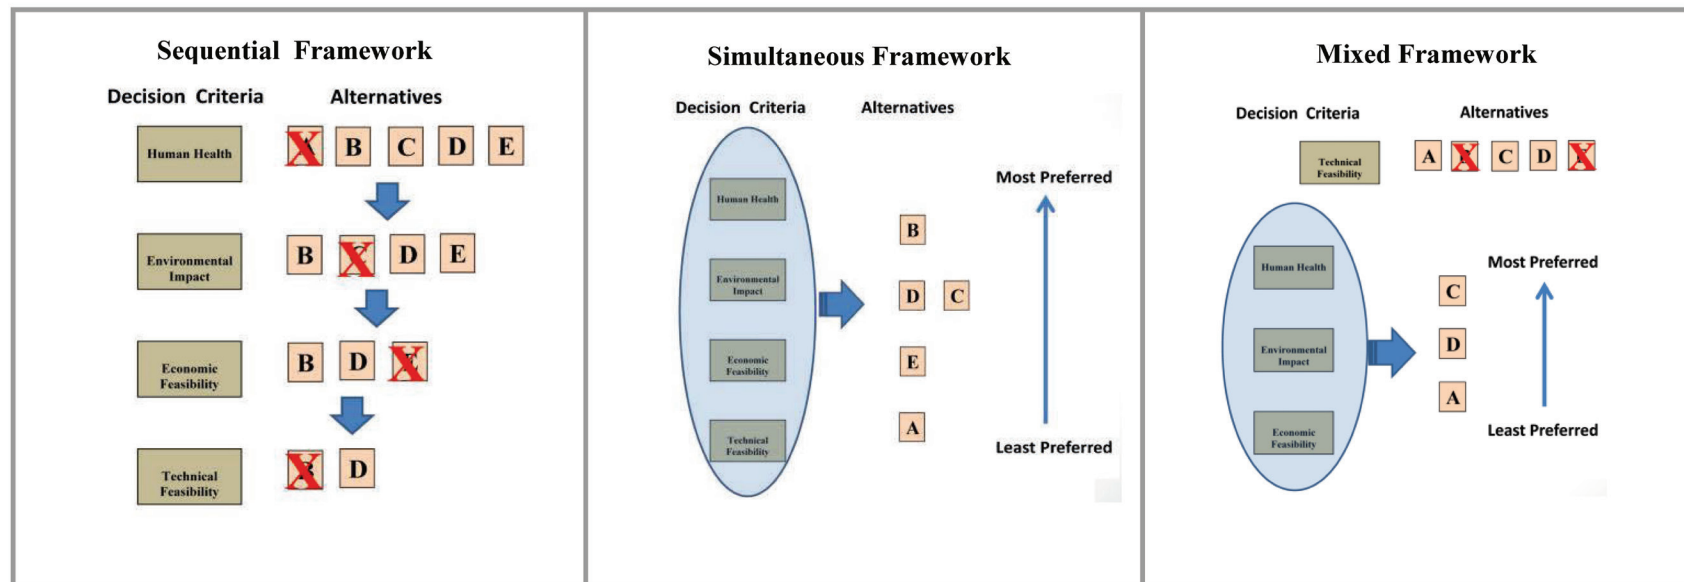 Sequential Framework
Decision Criteria Alternatives
Human Health
X B C D E
Environmental
Impact
B X D E
Economic
Feasibility
B D X
Technical
Feasibility
X D
Simultaneous Framework
Decision Criteria Alternatives
Human Health
Environmental
Impact
Economic
Feasibility
Technical
Feasibility
B
D C
E
A
Most Preferred
Least Preferred
Mixed Framework
Decision Criteria Alternatives
Technical
Feasibility
A X C D X
Human Health
Environmental
Impact
Economic
Feasibility
C
D
A
Most Preferred
Least Preferred